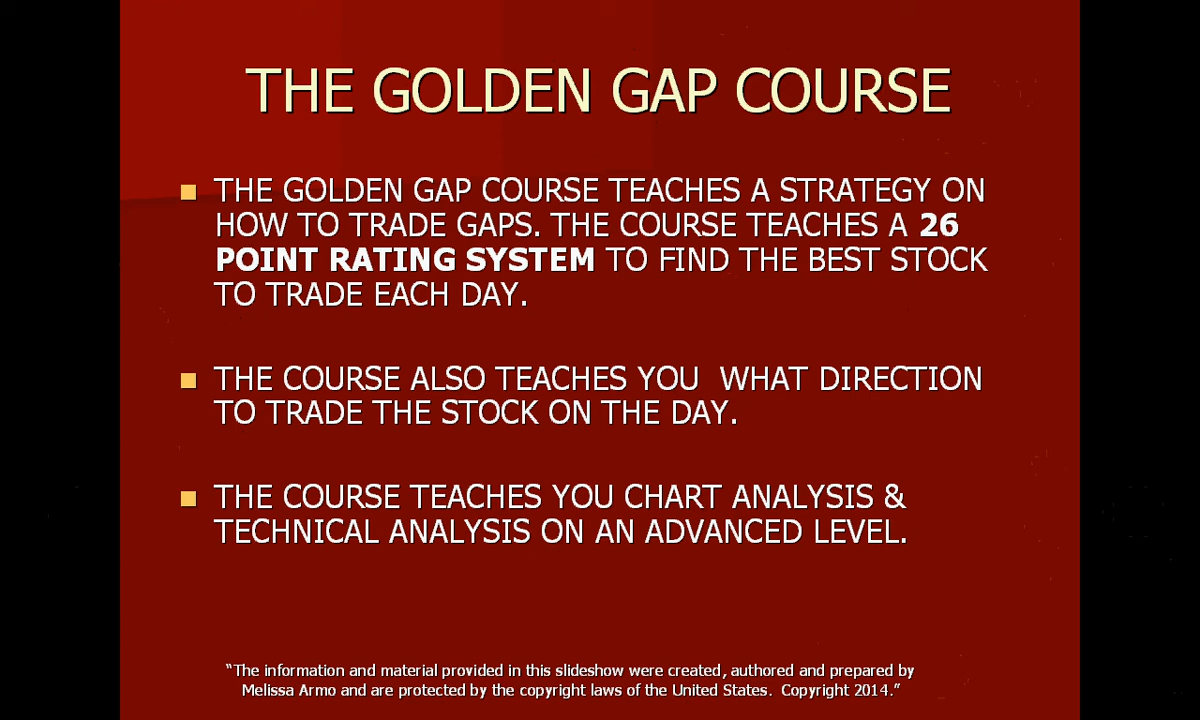 THE GOLDEN GAP COURSE
THE GOLDEN GAP COURSE TEACHES A STRATEGY ON
HOW TO TRADE GAPS. THE COURSE TEACHES A 26
POINT RATING SYSTEM TO FIND THE BEST STOCK
TO TRADE EACH DAY.
THE COURSE ALSO TEACHES YOU  WHAT DIRECTION
TO TRADE THE STOCK ON THE DAY.
THE COURSE TEACHES YOU CHART ANALYSIS &
TECHNICAL ANALYSIS ON AN ADVANCED LEVEL.
“The information and material provided in this slideshow were created, authored and prepared by
Melissa Armo and are protected by the copyright laws of the United States.  Copyright 2014.”